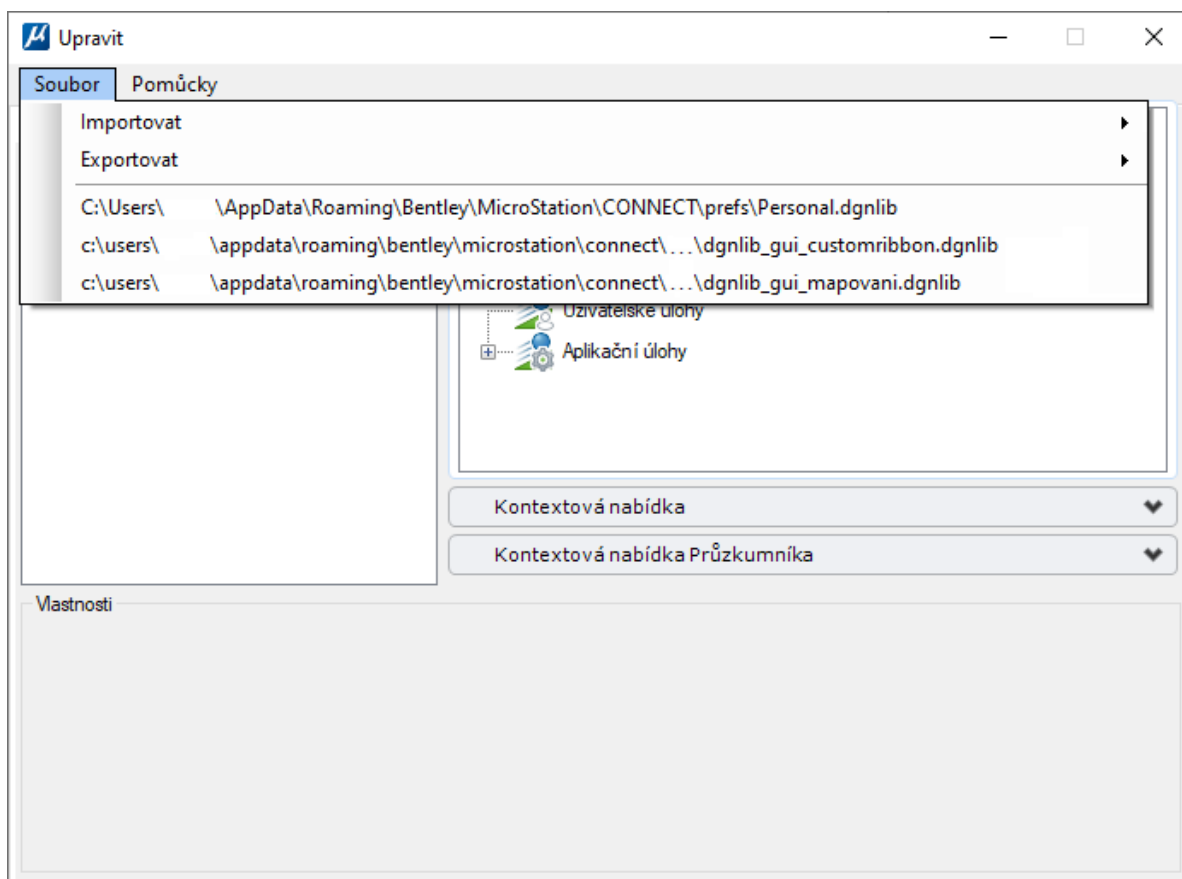 Upravit
Soubor Pomůcky
Importovat
Exportovat
C:\Users\ \AppData\Roaming\Bentley\MicroStation\CONNECT\prefs\Personal.dgnlib
c:\users\ \appdata\roaming\bentley\microstation\connect\...\dgnlib_gui_customribbon.dgnlib
c:\users\ \appdata\roaming\bentley\microstation\connect\...\dgnlib_gui_mapovani.dgnlib
Uživatelské úlohy
Aplikační úlohy
Kontextová nabídka
Kontextová nabídka Průzkumníka
Vlastnosti